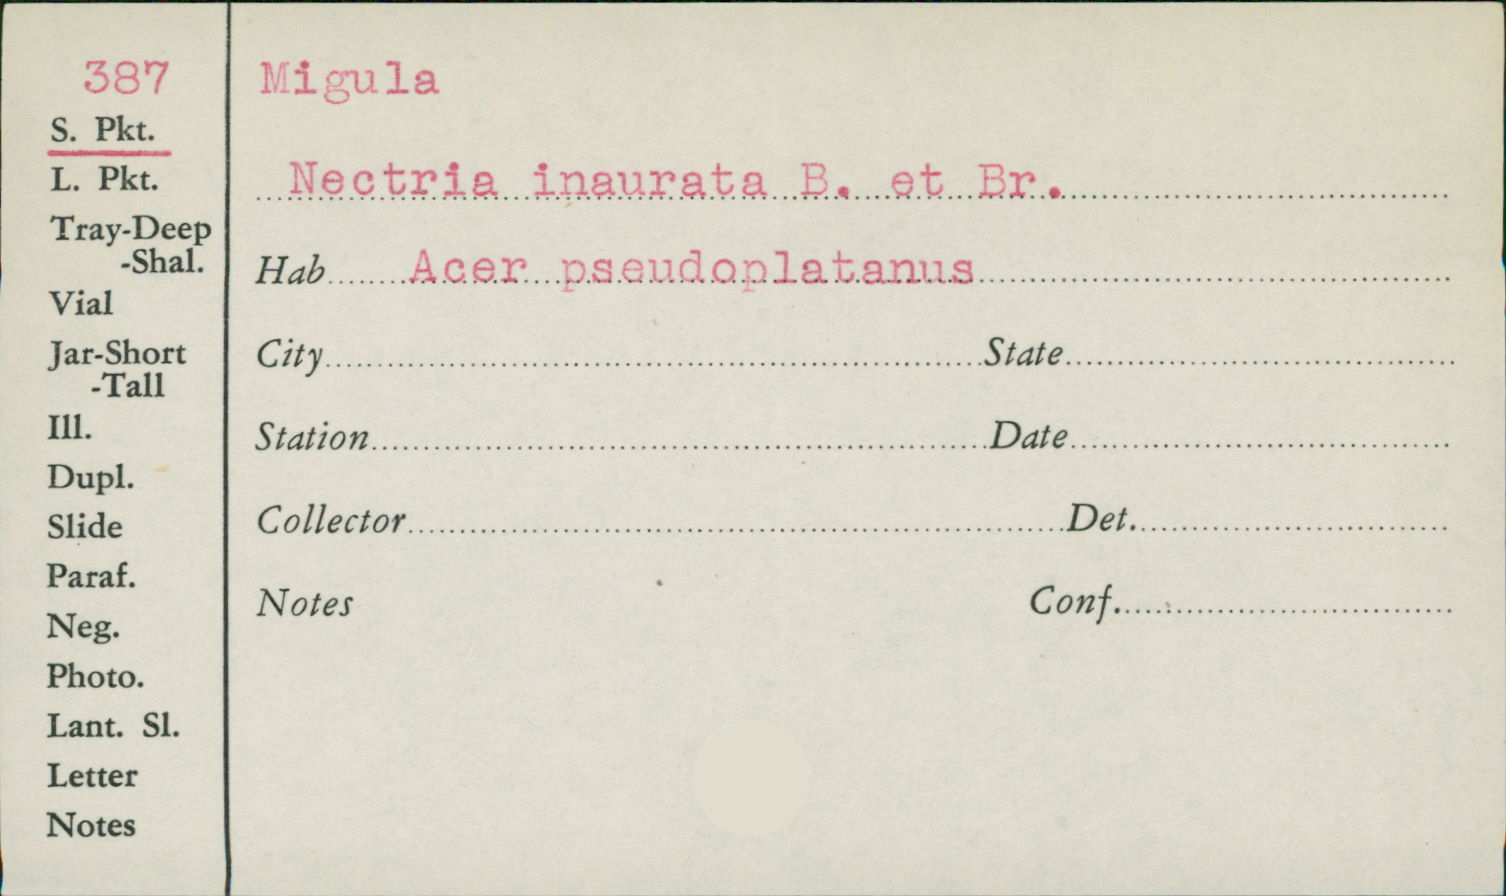 387
S. Pkt.
L. Pkt.
Tray-Deep
-Shal.
Vial
Jar-Short
-Tall
Ill.
Dupl.
Slide
Paraf.
Neg.
Photo.
Lant. Sl.
Letter
Notes
Migula
Nectria inaurata B. et Br.
Hab Acer pseudoplatanus
City State
Station Date
Collector Det.
Notes Conf.